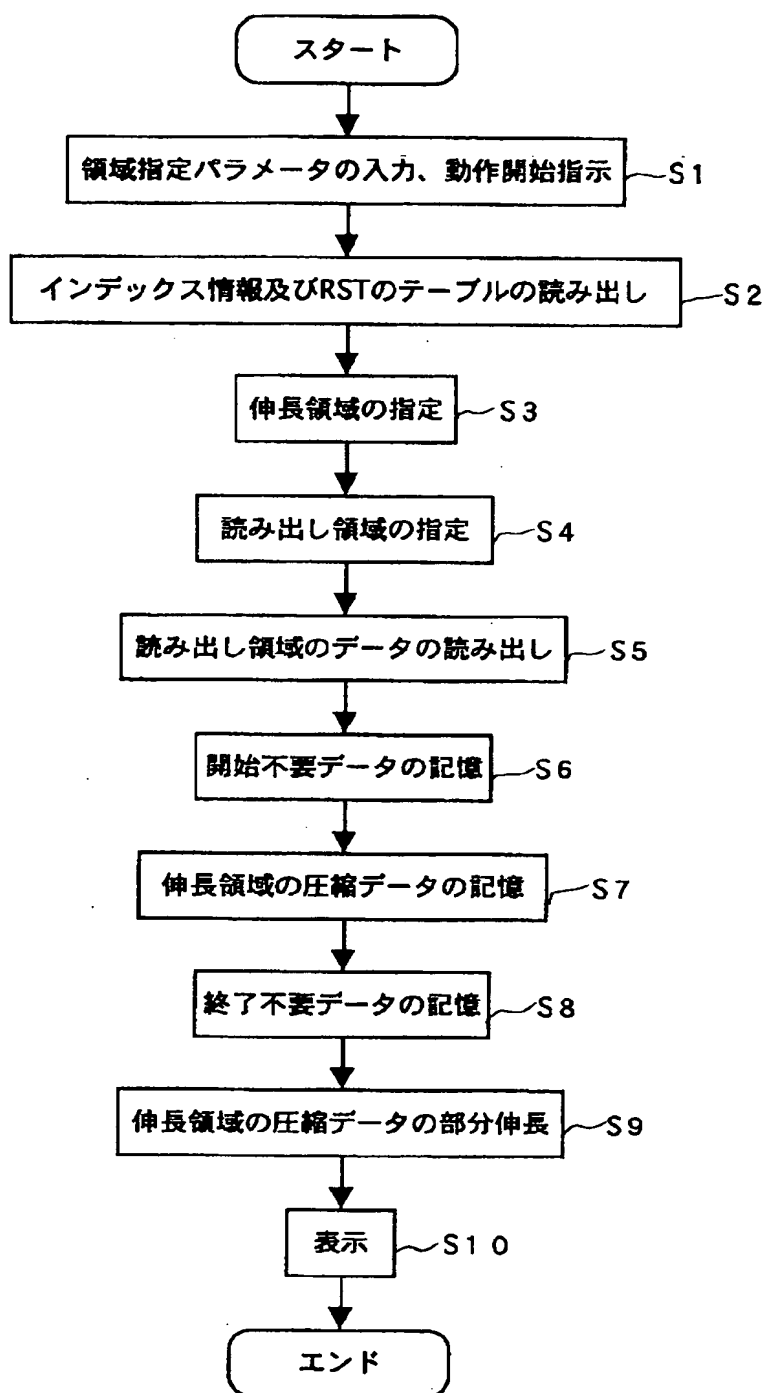 スタート
領域指定パラメータの入力、動作開始指示 S1
インデックス情報及びRSTのテーブルの読み出し S2
伸長領域の指定 S3
読み出し領域の指定 S4
読み出し領域のデータの読み出し S5
開始不要データの記憶 S6
伸長領域の圧縮データの記憶 S7
終了不要データの記憶 S8
伸長領域の圧縮データの部分伸長 S9
表示 S10
エンド